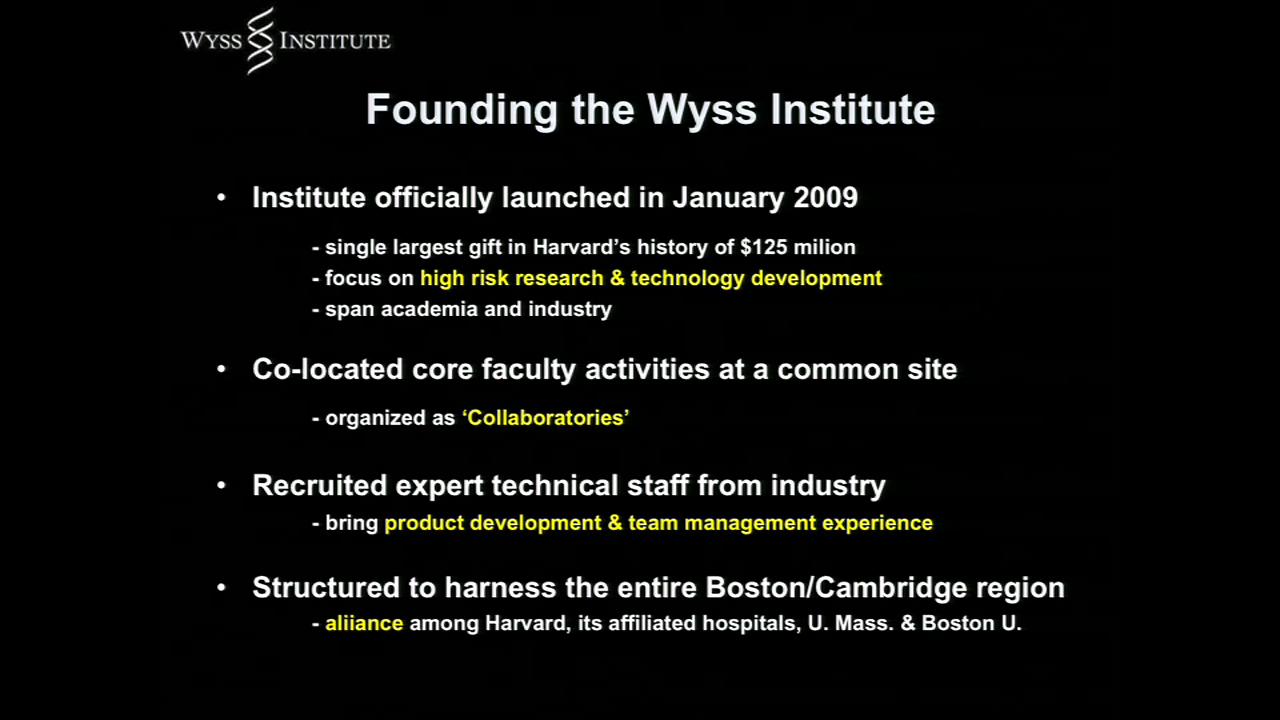 WYSS INSTITUTE
Founding the Wyss Institute
• Institute officially launched in January 2009
- single largest gift in Harvard’s history of $125 milion
- focus on high risk research & technology development
- span academia and industry
• Co-located core faculty activities at a common site
- organized as ‘Collaboratories’
• Recruited expert technical staff from industry
- bring product development & team management experience
• Structured to harness the entire Boston/Cambridge region
- aliiance among Harvard, its affiliated hospitals, U. Mass. & Boston U.